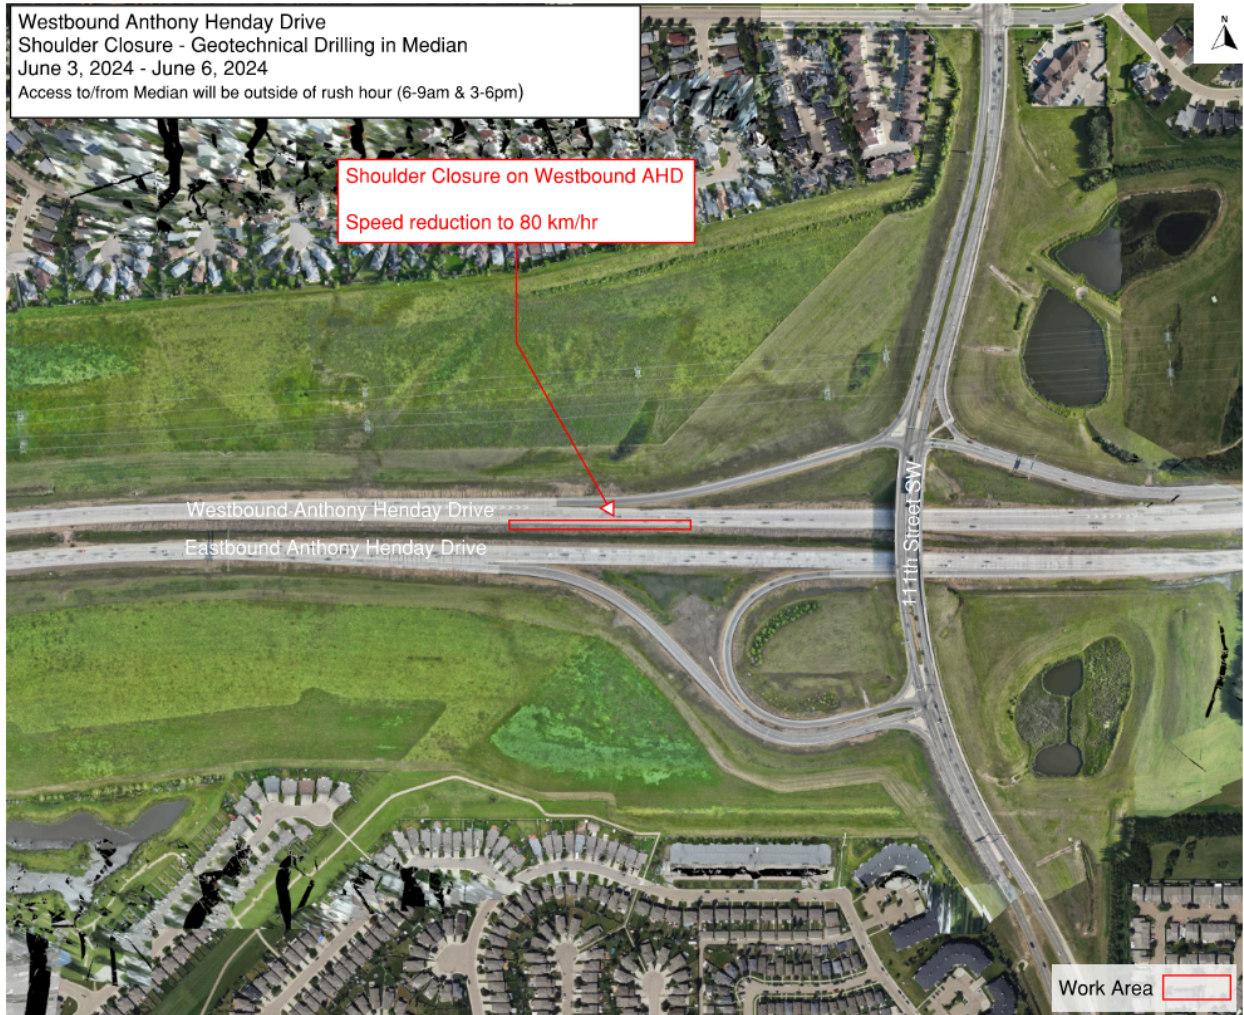 Westbound Anthony Henday Drive
Shoulder Closure - Geotechnical Drilling in Median
June 3, 2024 - June 6, 2024
Access to/from Median will be outside of rush hour (6-9am & 3-6pm)
N
Shoulder Closure on Westbound AHD
Speed reduction to 80 km/hr
Westbound Anthony Henday Drive
Eastbound Anthony Henday Drive
111th Street SW
Work Area